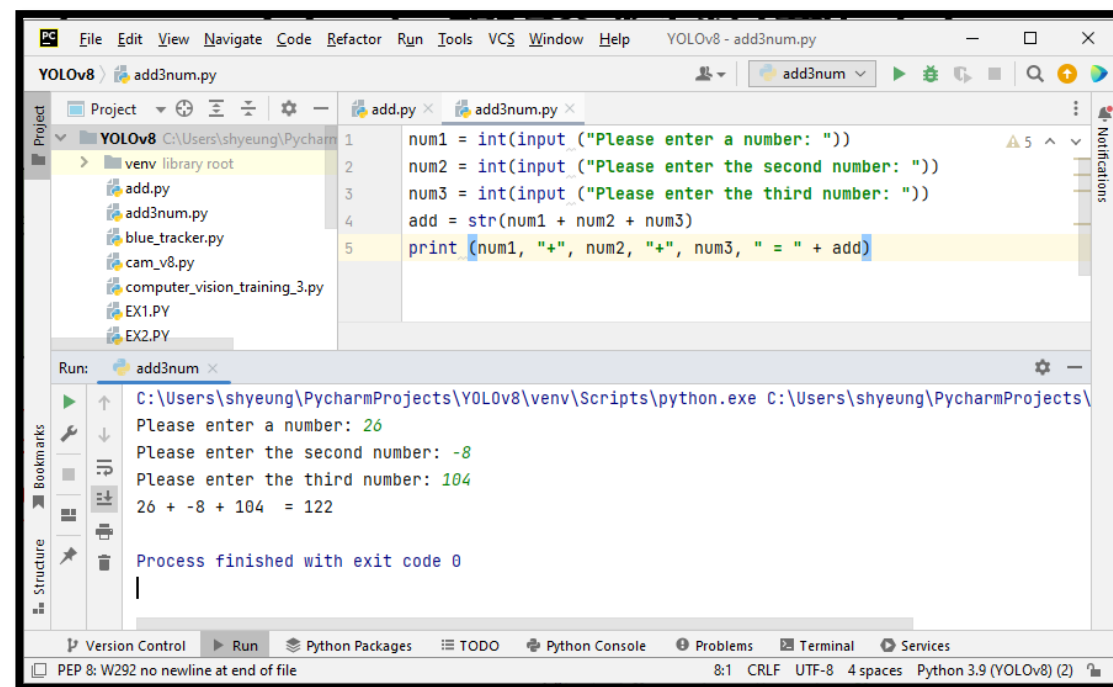 PC File Edit View Navigate Code Refactor Run Tools VCS Window Help YOLOv8 - add3num.py
YOLOv8 add3num.py add3num
Project
Project add.py add3num.py
YOLOv8 C:\Users\shyeung\Pycharm
venv library root
add.py
add3num.py
blue_tracker.py
cam_v8.py
computer_vision_training_3.py
EX1.PY
EX2.PY
1 num1 = int(input ("Please enter a number: "))
2 num2 = int(input ("Please enter the second number: "))
3 num3 = int(input ("Please enter the third number: "))
4 add = str(num1 + num2 + num3)
5 print (num1, "+", num2, "+", num3, " = " + add)
5
Notifications
Run: add3num
C:\Users\shyeung\PycharmProjects\YOLOv8\venv\Scripts\python.exe C:\Users\shyeung\PycharmProjects\
Please enter a number: 26
Please enter the second number: -8
Please enter the third number: 104
26 + -8 + 104  = 122
Process finished with exit code 0
Bookmarks
Structure
Version Control Run Python Packages TODO Python Console Problems Terminal Services
PEP 8: W292 no newline at end of file 8:1 CRLF UTF-8 4 spaces Python 3.9 (YOLOv8) (2)